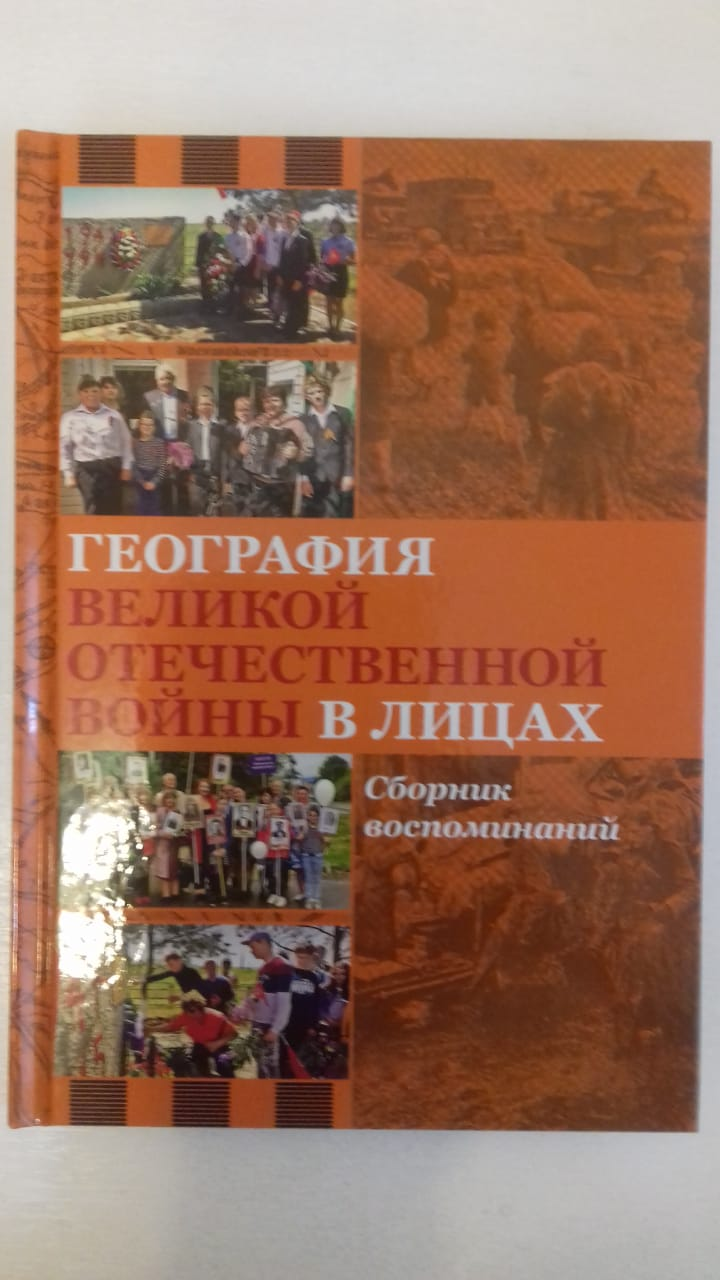 ГЕОГРАФИЯ
ВЕЛИКОЙ
ОТЕЧЕСТВЕННОЙ
ВОЙНЫ В ЛИЦАХ
Сборник
воспоминаний